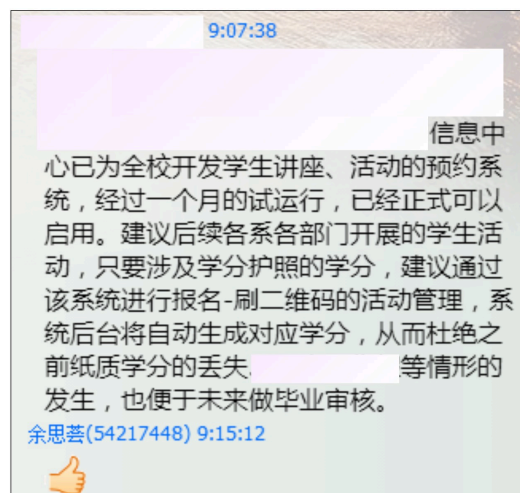 9:07:38
信息中
心已为全校开发学生讲座、活动的预约系
统，经过一个月的试运行，已经正式可以
启用。建议后续各系各部门开展的学生活
动，只要涉及学分护照的学分，建议通过
该系统进行报名-刷二维码的活动管理，系
统后台将自动生成对应学分，从而杜绝之
前纸质学分的丢失 等情形的
发生，也便于未来做毕业审核。
余思荟(54217448) 9:15:12